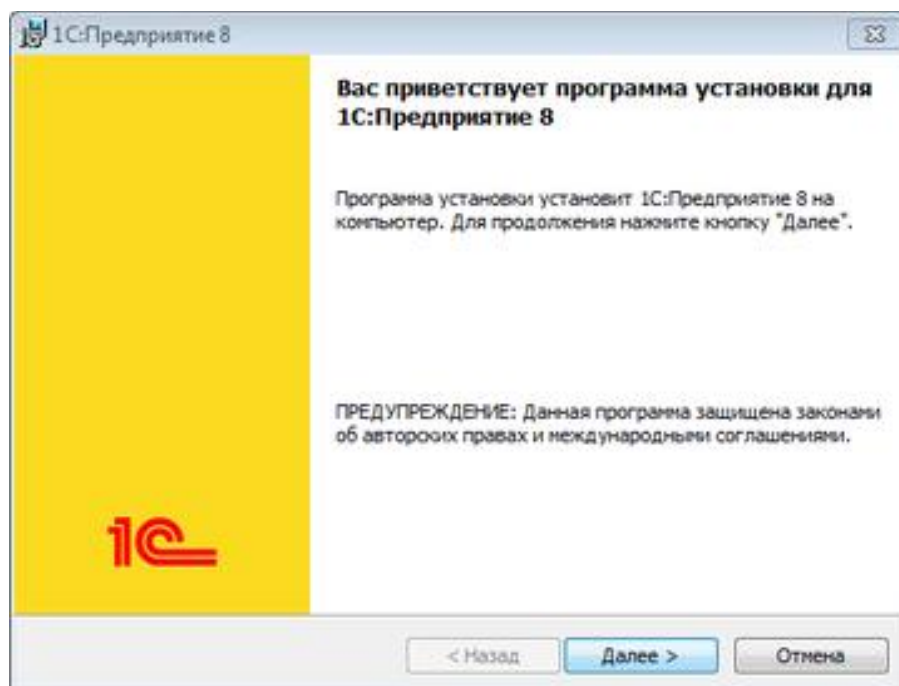 1С:Предприятие 8
Вас приветствует программа установки для
1С:Предприятие 8
Программа установки установит 1С:Предприятие 8 на
компьютер. Для продолжения нажмите кнопку "Далее".
ПРЕДУПРЕЖДЕНИЕ: Данная программа защищена законами
об авторских правах и международными соглашениями.
1С
< Назад
Далее >
Отмена